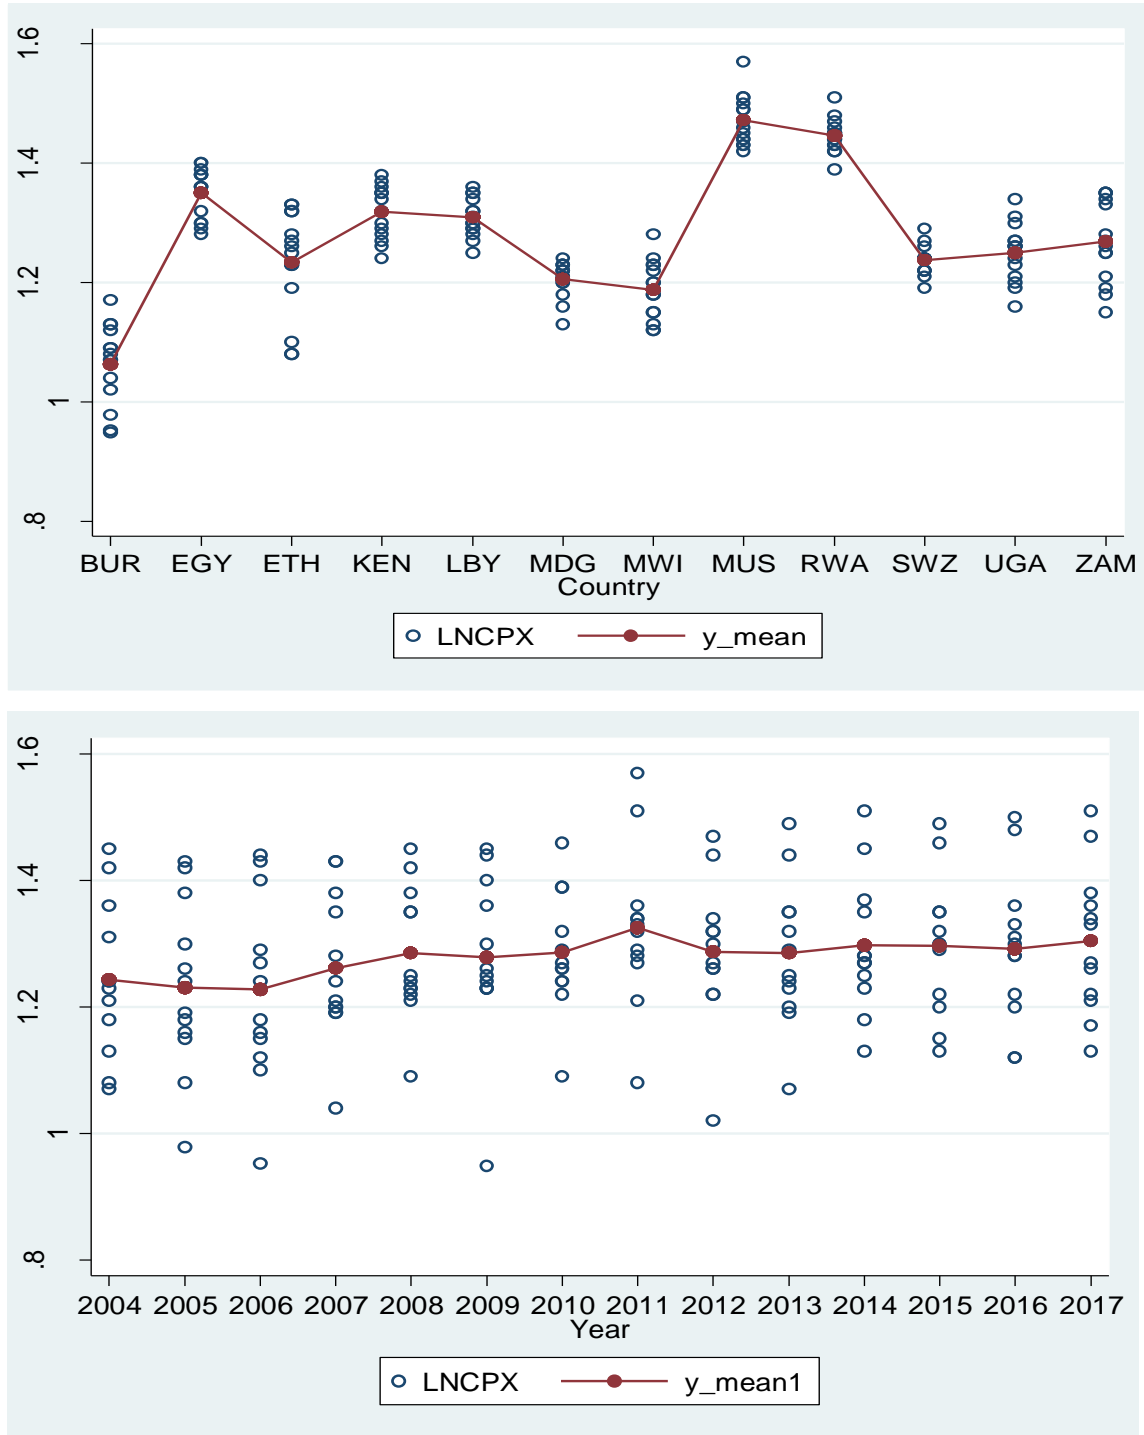 1.6
1.4
1.2
1
.8
BUR EGY ETH KEN LBY MDG MWI MUS RWA SWZ UGA ZAM
Country
LNCPX y_mean
1.6
1.4
1.2
1
.8
2004 2005 2006 2007 2008 2009 2010 2011 2012 2013 2014 2015 2016 2017
Year
LNCPX y_mean1